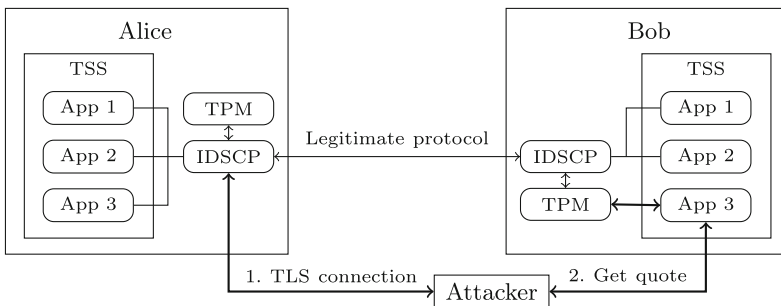 Alice
TSS
App 1
App 2
App 3
TPM
IDSCP
Legitimate protocol
Bob
TSS
IDSCP
TPM
App 1
App 2
App 3
1. TLS connection
Attacker
2. Get quote